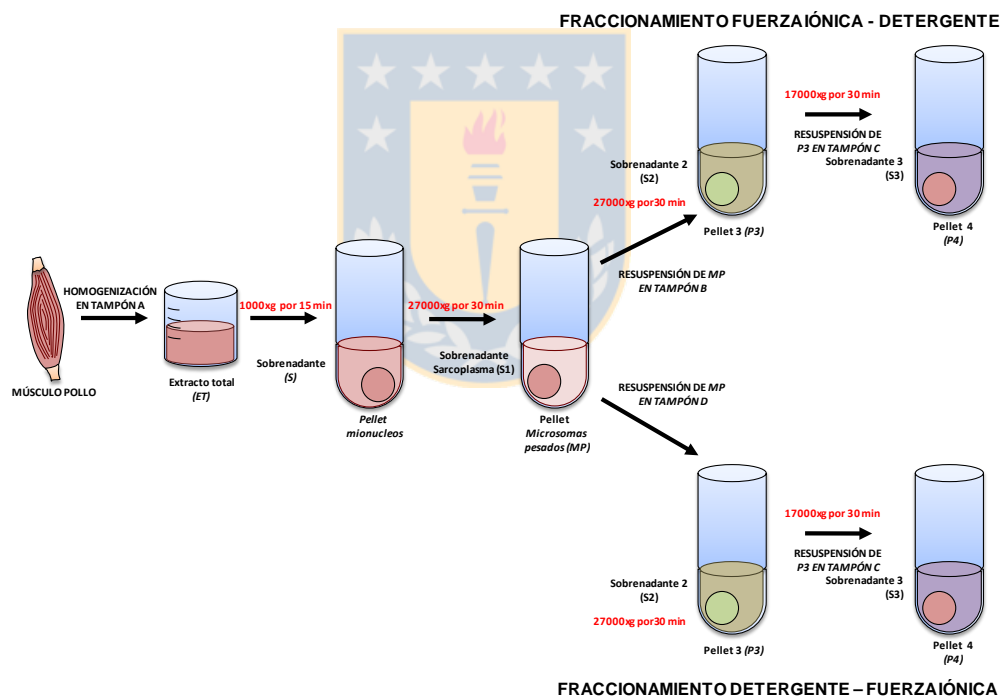 FRACCIONAMIENTO FUERZA IÓNICA - DETERGENTE
17000xg por 30 min
RESUSPENSIÓN DE
P3 EN TAMPÓN C
Sobrenadante 2
(S2)
Sobrenadante 3
(S3)
27000xg por30 min
Pellet 3 (P3)
Pellet 4
(P4)
HOMOGENIZACIÓN
EN TAMPÓN A
1000xg por 15 min
27000xg por 30 min
RESUSPENSIÓN DE MP
EN TAMPÓN B
Sobrenadante
(S)
Sobrenadante
Sarcoplasma (S1)
MÚSCULO POLLO
Extracto total
(ET)
Pellet
mionucleos
Pellet
Microsomas
pesados (MP)
RESUSPENSIÓN DE MP
EN TAMPÓN D
17000xg por 30 min
RESUSPENSIÓN DE
P3 EN TAMPÓN C
Sobrenadante 2
(S2)
Sobrenadante 3
(S3)
27000xg por30 min
Pellet 3 (P3)
Pellet 4
(P4)
FRACCIONAMIENTO DETERGENTE – FUERZA IÓNICA